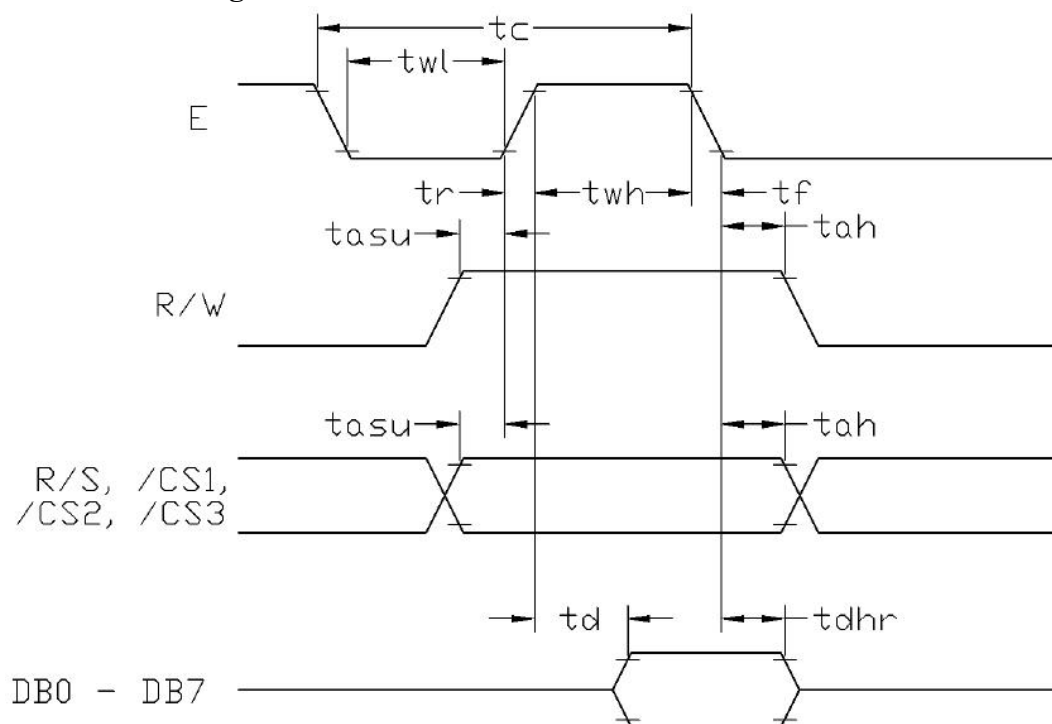 tc
twl
E
tr twh tf
tasu tah
R/W
tasu tah
R/S, /CS1,
/CS2, /CS3
td tdhr
DB0 - DB7